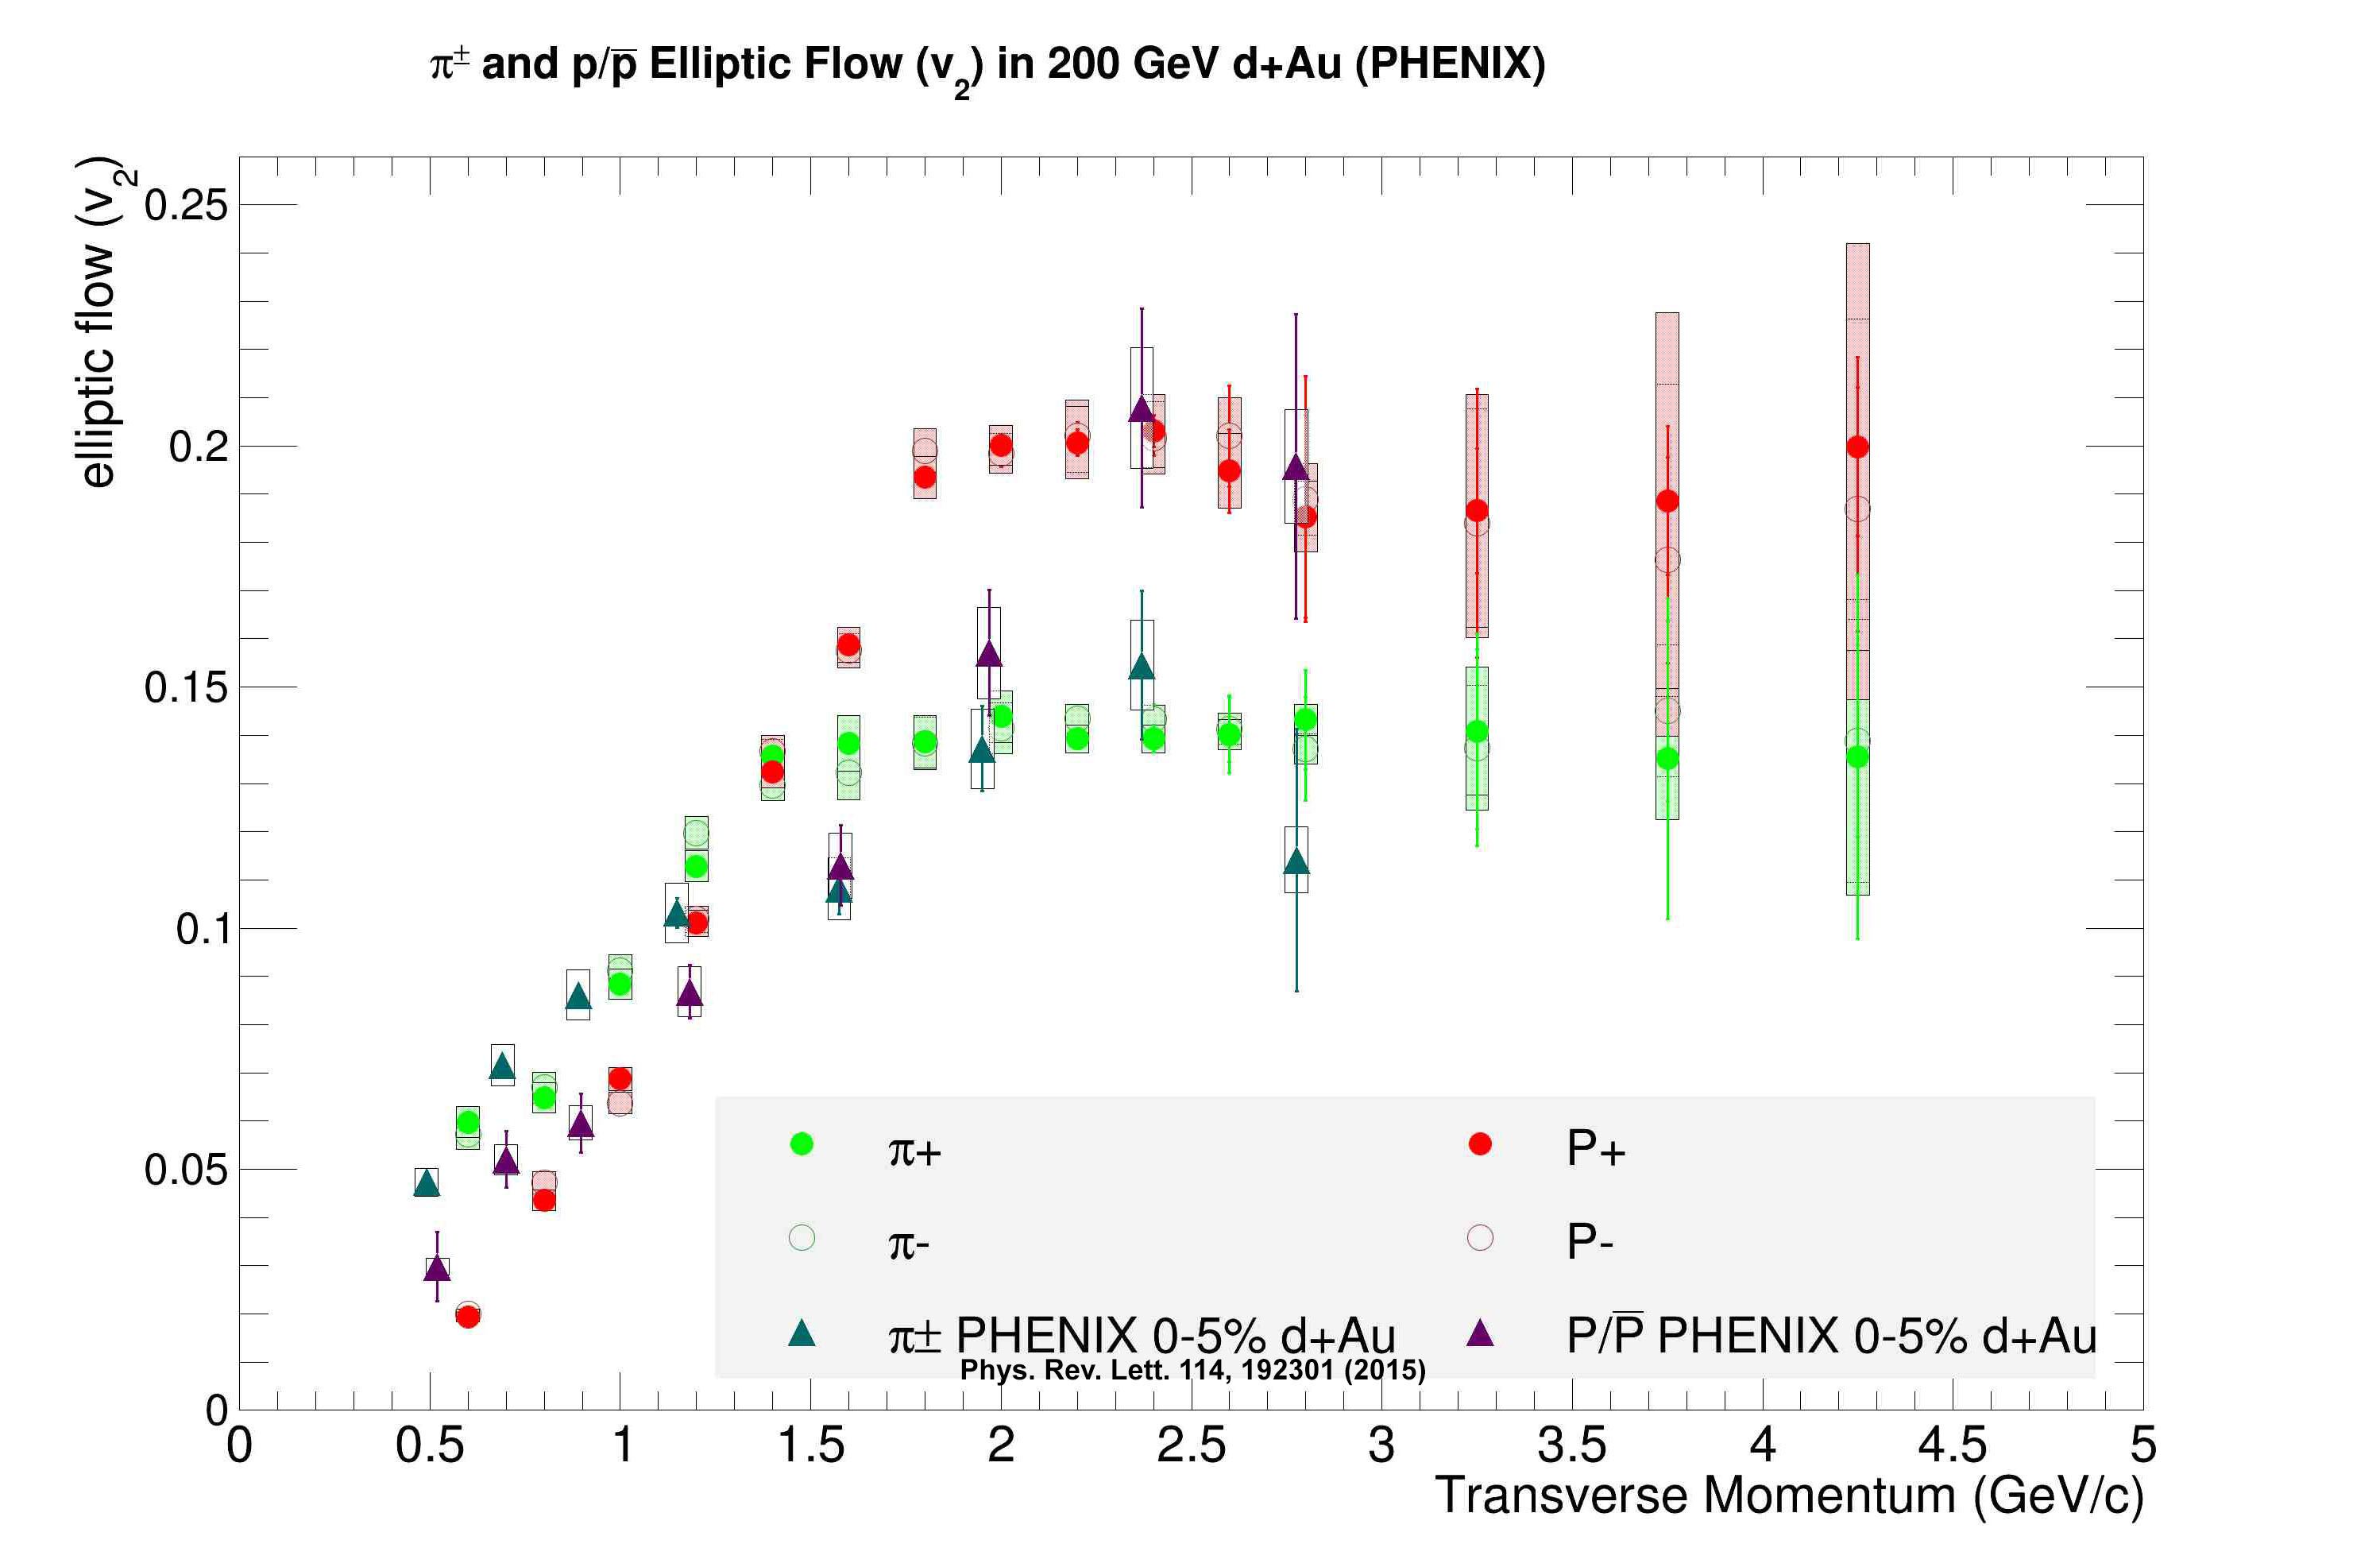 π± and p/p̅ Elliptic Flow (v₂) in 200 GeV d+Au (PHENIX)
elliptic flow (v₂)
0.25
0.2
0.15
0.1
0.05
0
π+
P+
π-
P-
π± PHENIX 0-5% d+Au
P/P̅ PHENIX 0-5% d+Au
Phys. Rev. Lett. 114, 192301 (2015)
0 0.5 1 1.5 2 2.5 3 3.5 4 4.5 5
Transverse Momentum (GeV/c)